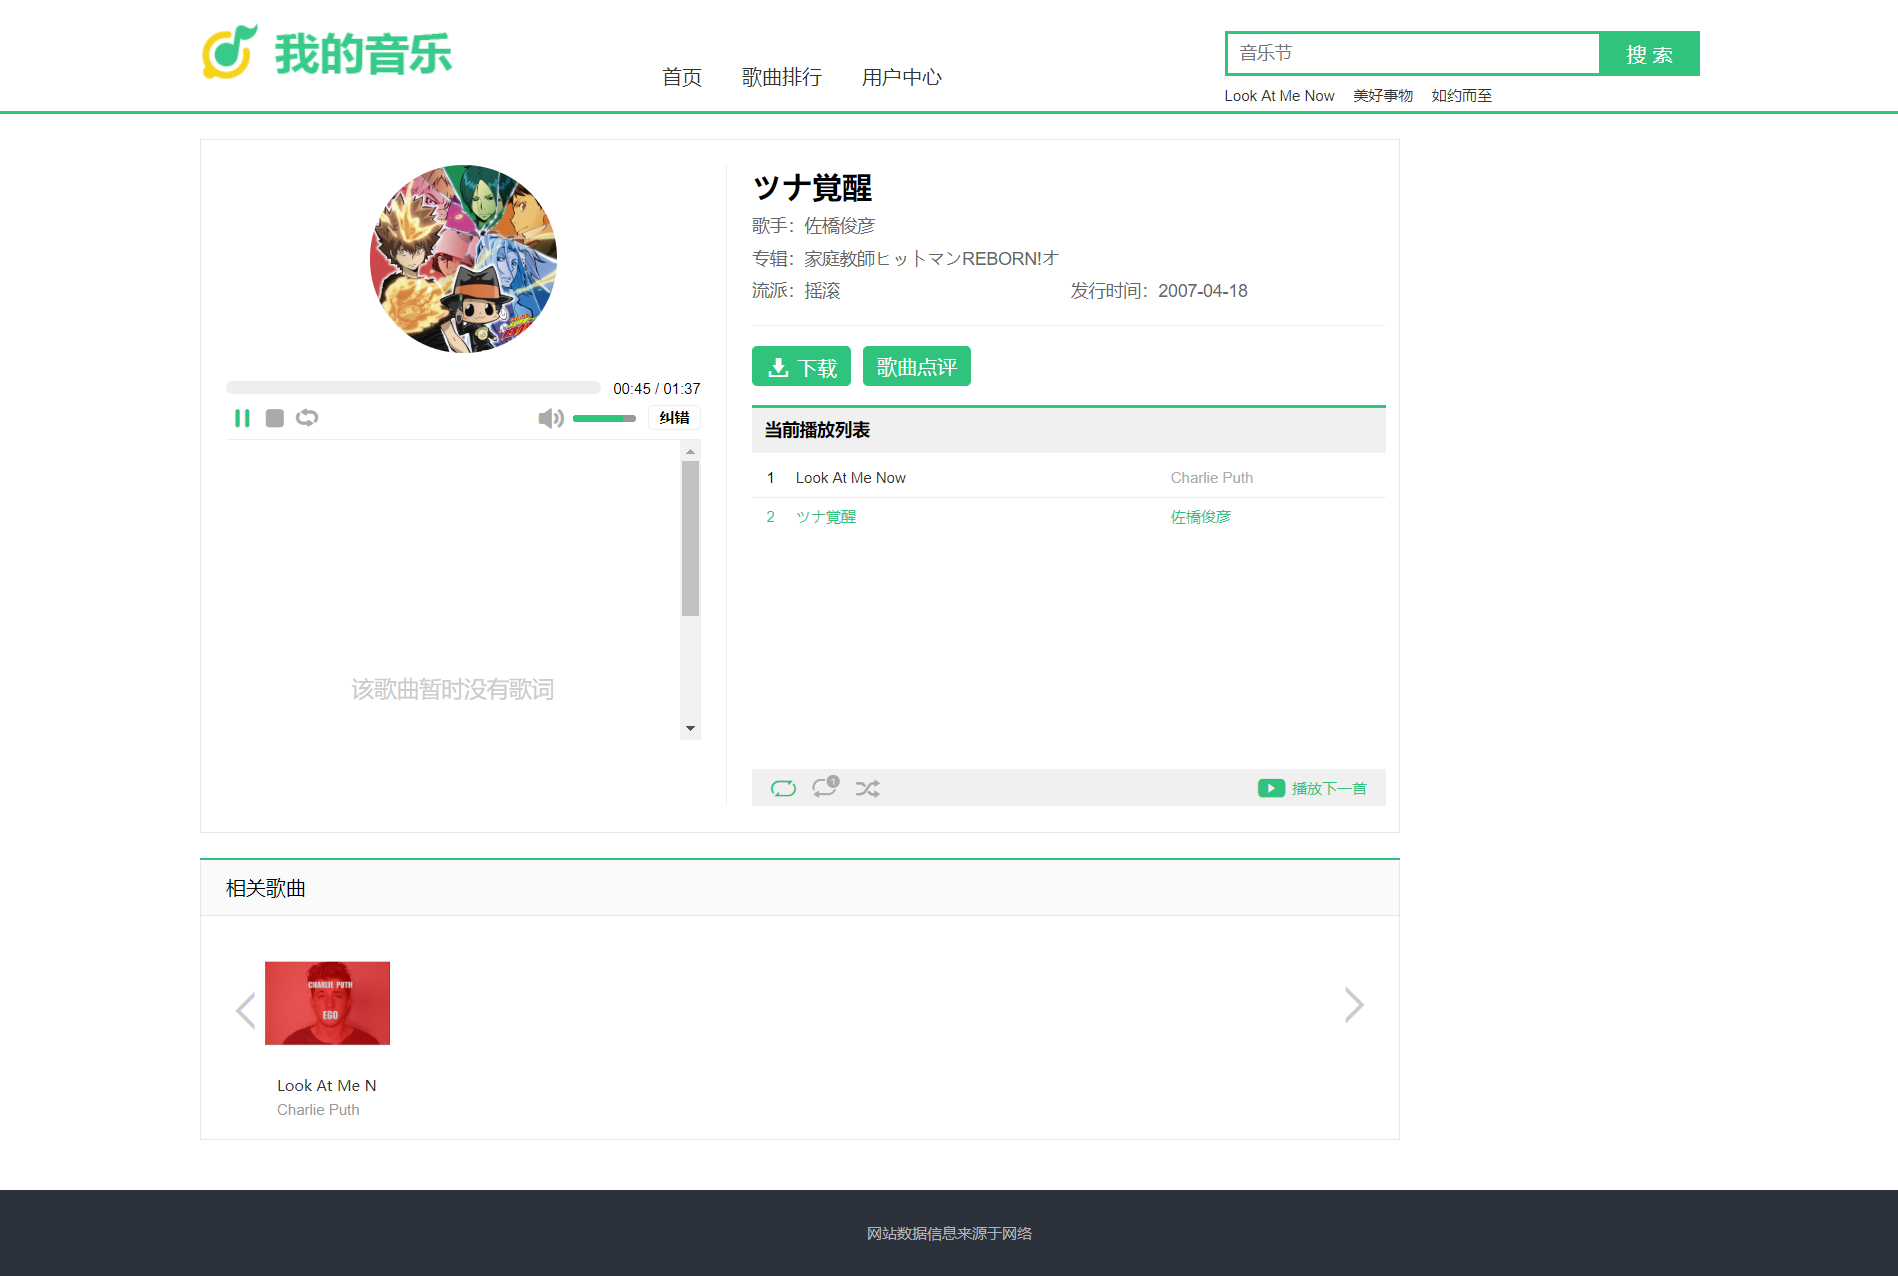 我的音乐
首页 歌曲排行 用户中心
音乐节 搜 索
Look At Me Now 美好事物 如约而至
ツナ覚醒
歌手：佐橋俊彦
专辑：家庭教師ヒットマンREBORN!オ
流派：摇滚 发行时间：2007-04-18
下载 歌曲点评
00:45 / 01:37
纠错
当前播放列表
1 Look At Me Now Charlie Puth
2 ツナ覚醒 佐橋俊彦
该歌曲暂时没有歌词
1
播放下一首
相关歌曲
CHARLIE PUTH
EGO
Look At Me N
Charlie Puth
网站数据信息来源于网络